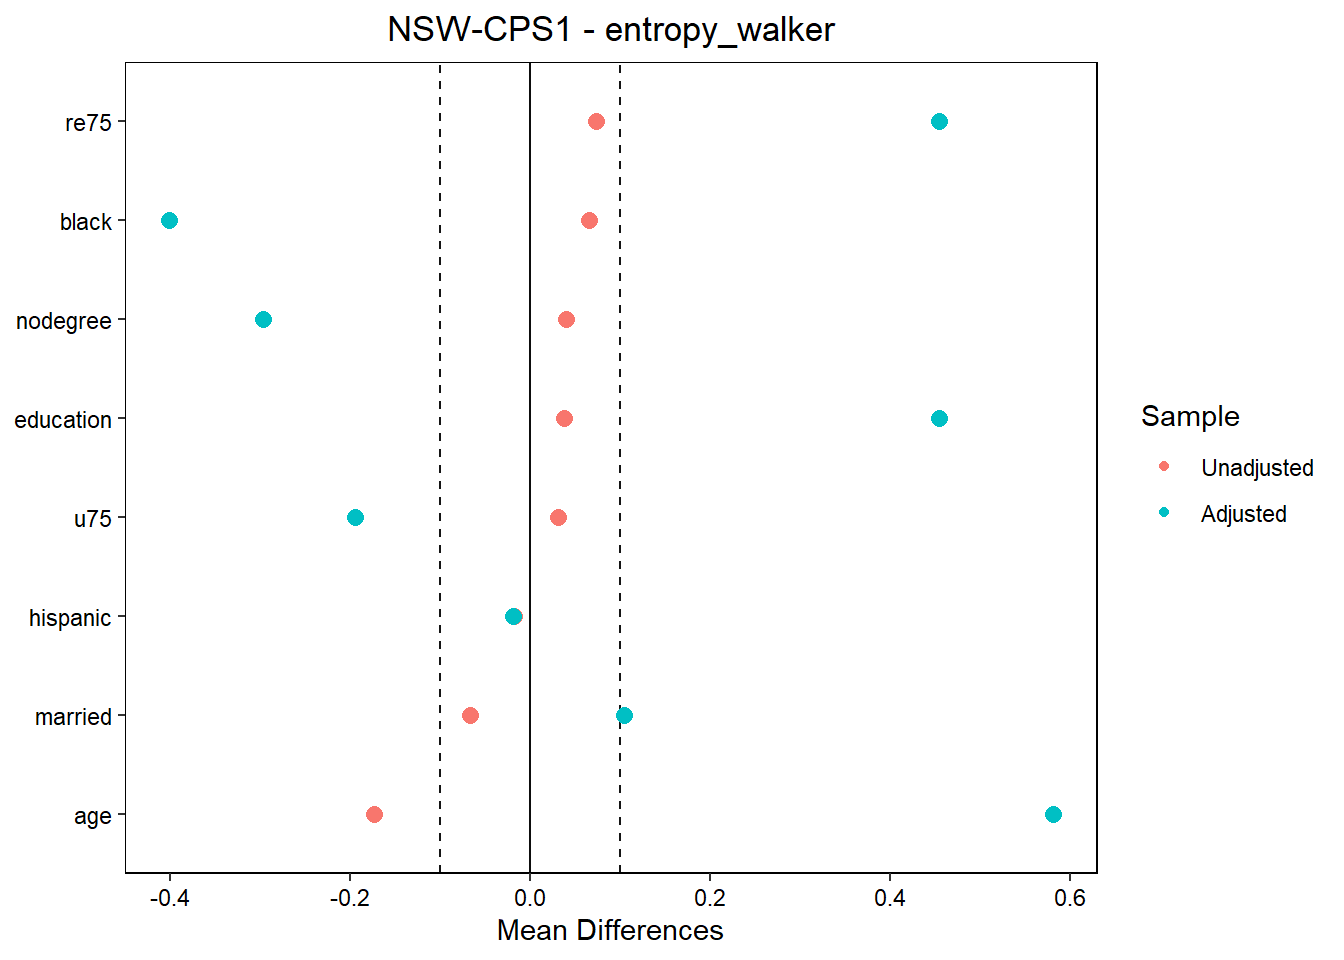 NSW-CPS1 - entropy_walker
re75
black
nodegree
education
u75
hispanic
married
age
-0.4 -0.2 0.0 0.2 0.4 0.6
Mean Differences
Sample
Unadjusted
Adjusted